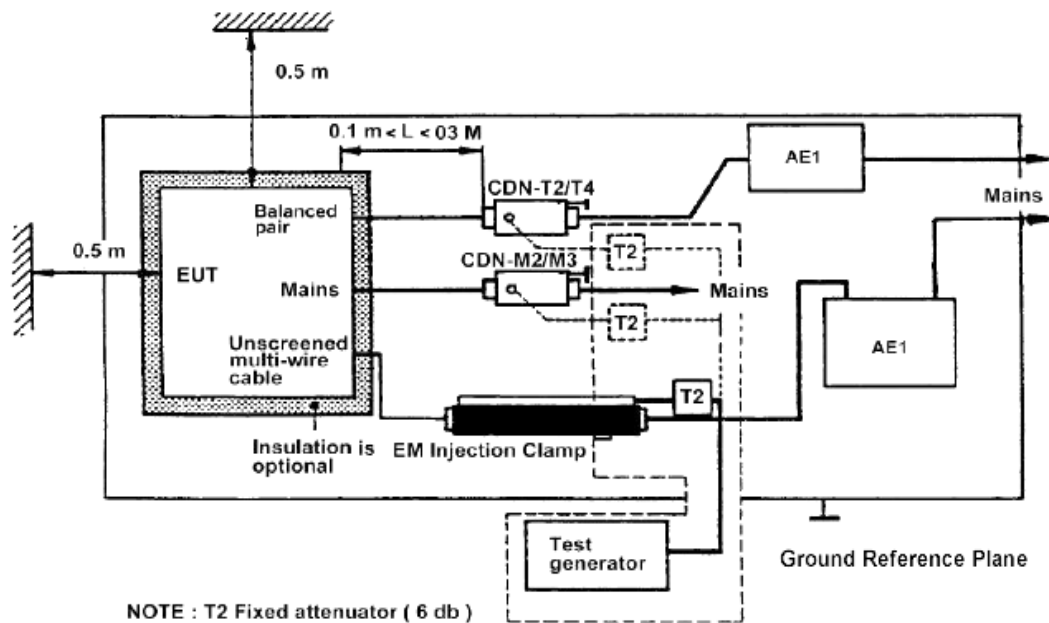 0.5 m
0.1 m < L < 03 M
AE1
CDN-T2/T4
Balanced
pair
Mains
T2
0.5 m
EUT
CDN-M2/M3
Mains
Mains
T2
AE1
Unscreened
multi-wire
cable
T2
Insulation is
optional
EM Injection Clamp
Test
generator
Ground Reference Plane
NOTE : T2 Fixed attenuator ( 6 db )